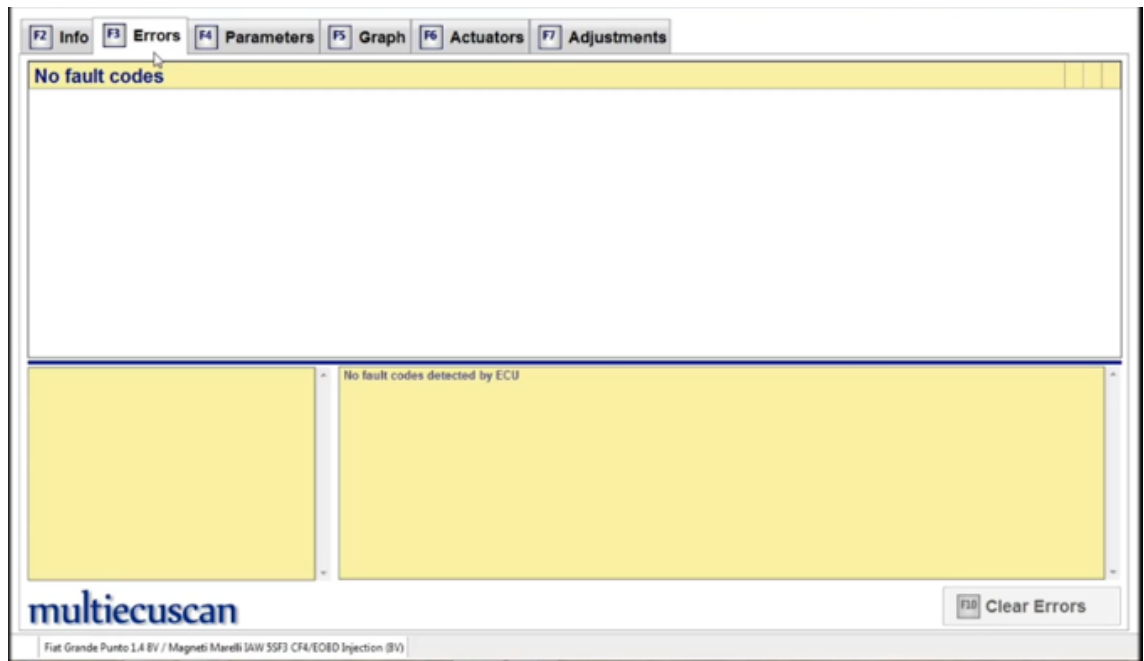 F2 Info F3 Errors F4 Parameters F5 Graph F6 Actuators F7 Adjustments
No fault codes
No fault codes detected by ECU
multiecuscan
F10 Clear Errors
Fiat Grande Punto 1.4 8V / Magneti Marelli IAW 5SF3 CF4/EOBD Injection (8V)